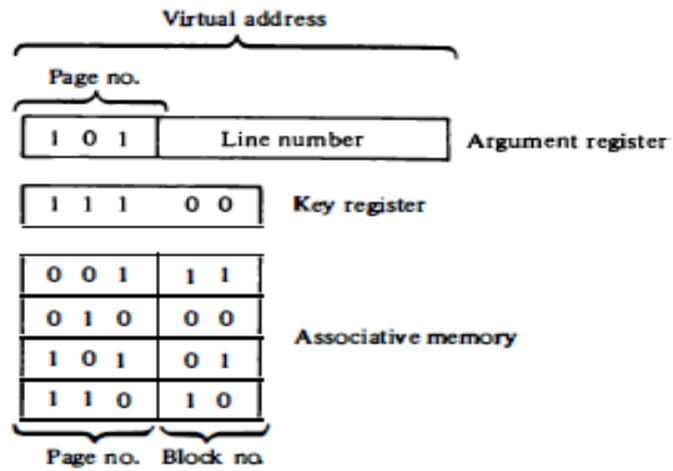 Virtual address
Page no.
1 0 1 Line number Argument register
1 1 1 0 0 Key register
0 0 1 1 1
0 1 0 0 0
Associative memory
1 0 1 0 1
1 1 0 1 0
Page no. Block no.